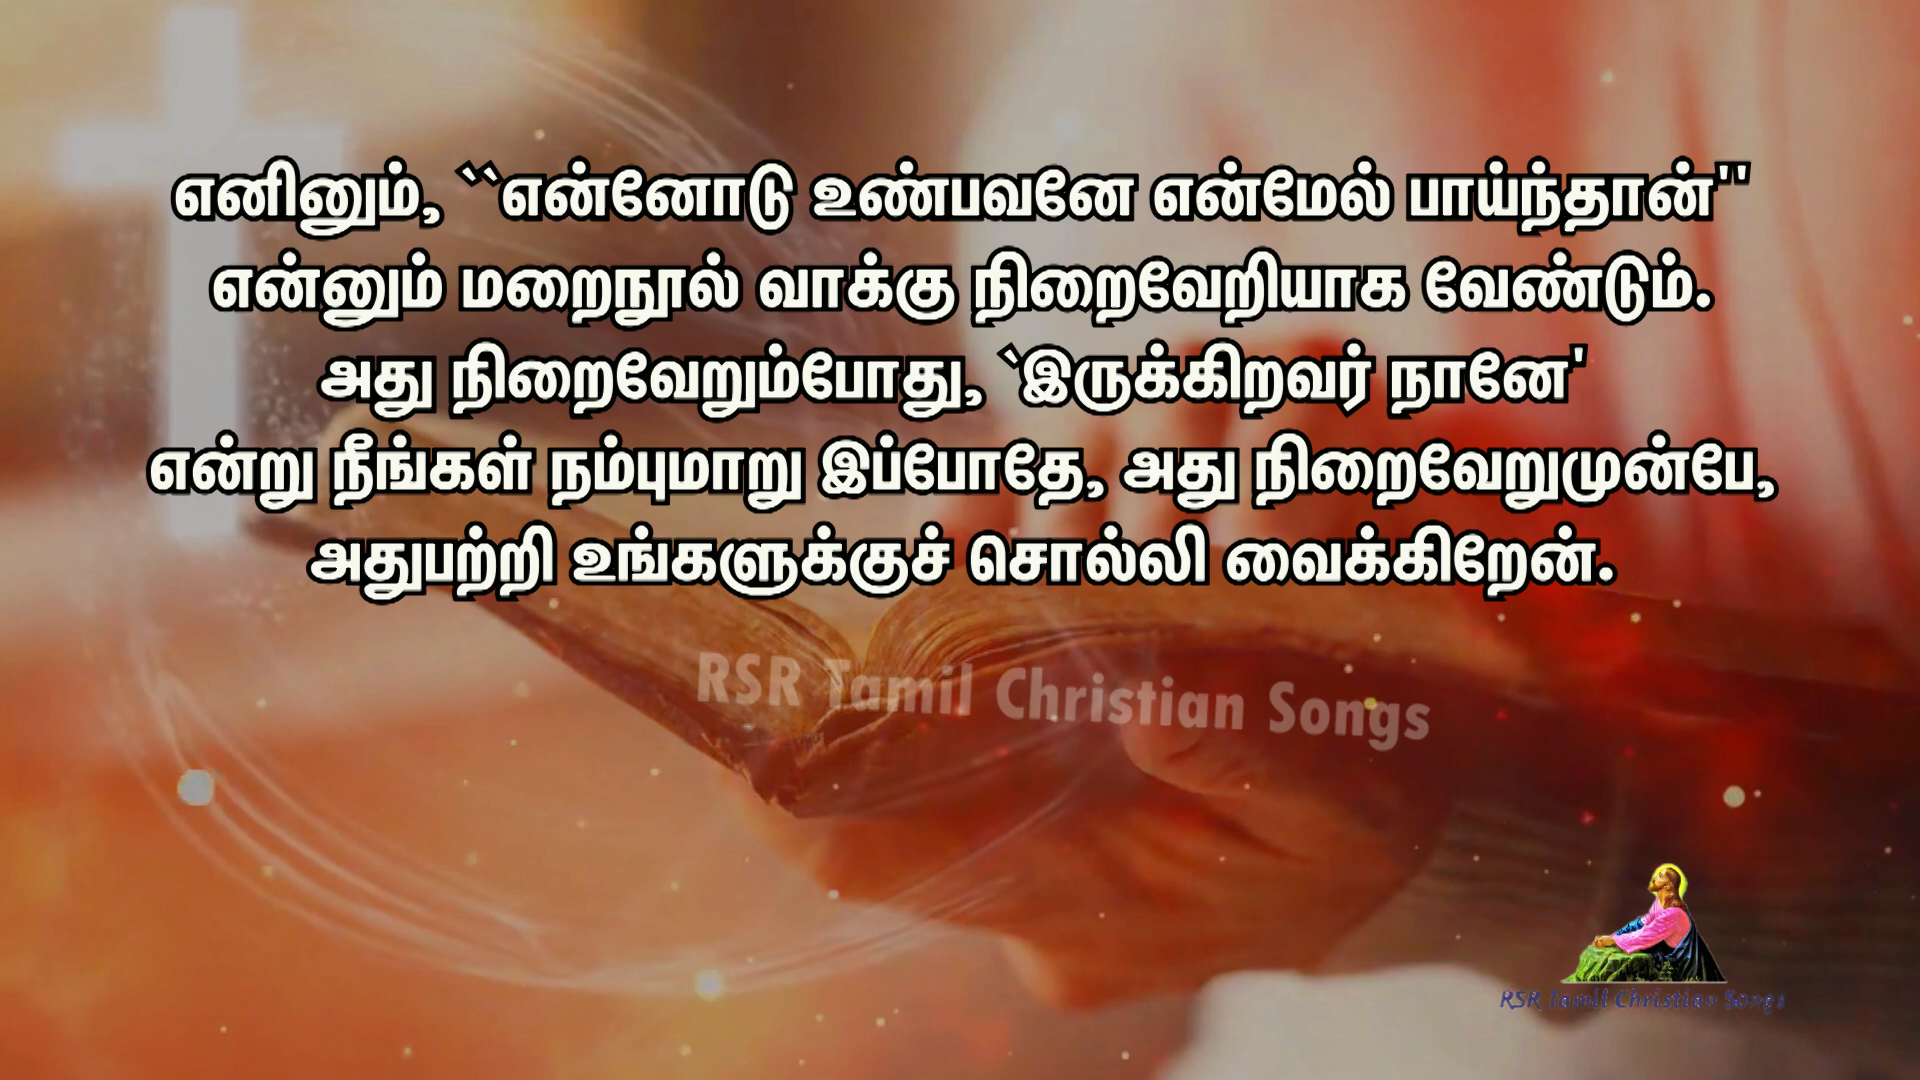 எனினும், ``என்னோடு உண்பவனே என்மேல் பாய்ந்தான்''
என்னும் மறைநூல் வாக்கு நிறைவேறியாக வேண்டும்.
அது நிறைவேறும்போது, `இருக்கிறவர் நானே'
என்று நீங்கள் நம்புமாறு இப்போதே, அது நிறைவேறுமுன்பே,
அதுபற்றி உங்களுக்குச் சொல்லி வைக்கிறேன்.
RSR Tamil Christian Songs
RSR Tamil Christian Songs